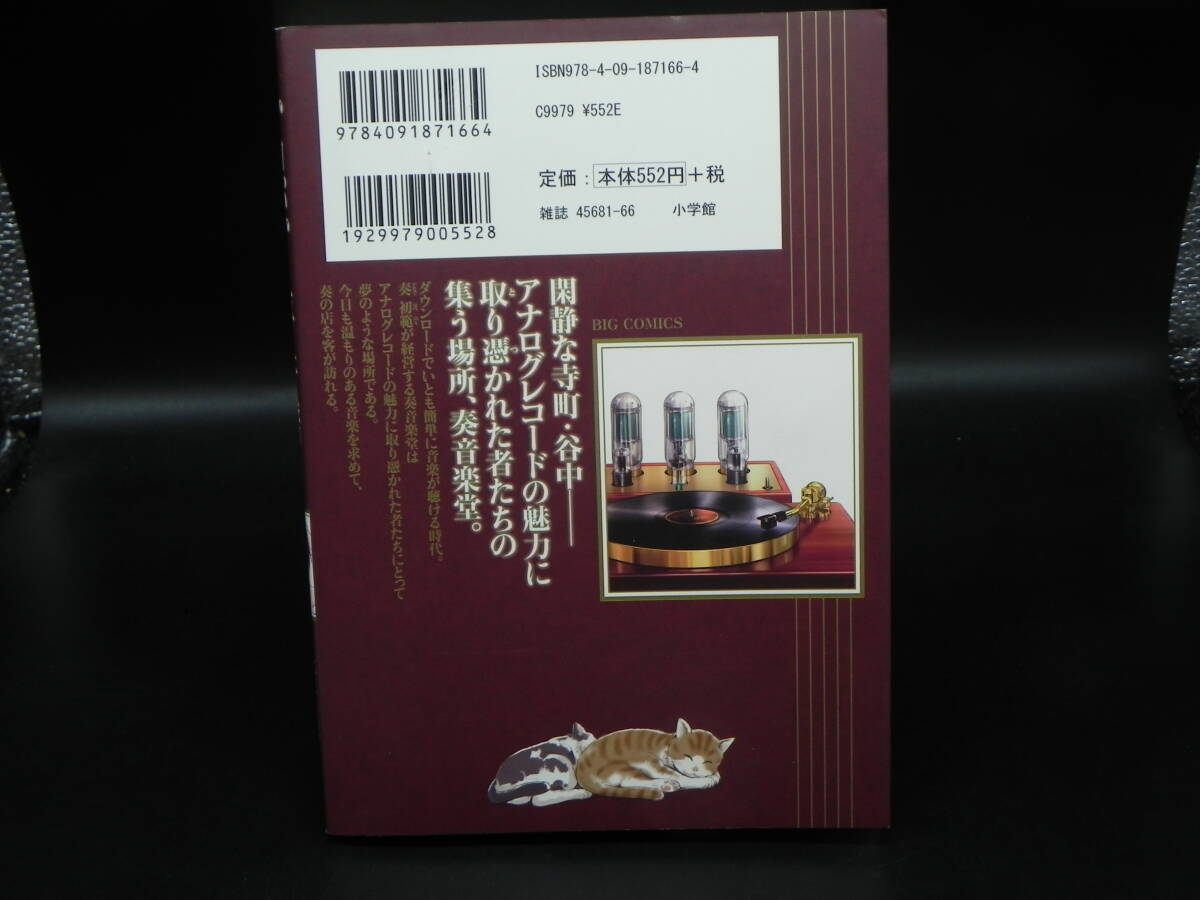 ISBN978-4-09-187166-4
9784091871664
C9979 ¥552E
定価：本体552円+税
1929979005528
雑誌 45681-66 小学館
BIG COMICS
閑静な寺町・谷中――
アナログレコードの魅力に
取り憑かれた者たちの
集う場所、奏音楽堂。
ダウンロードでいとも簡単に音楽が聴ける時代。
奏 初範が経営する奏音楽堂は
アナログレコードの魅力に取り憑かれた者たちにとって
夢のような場所である。
今日も温もりのある音楽を求めて、
奏の店を客が訪れる。